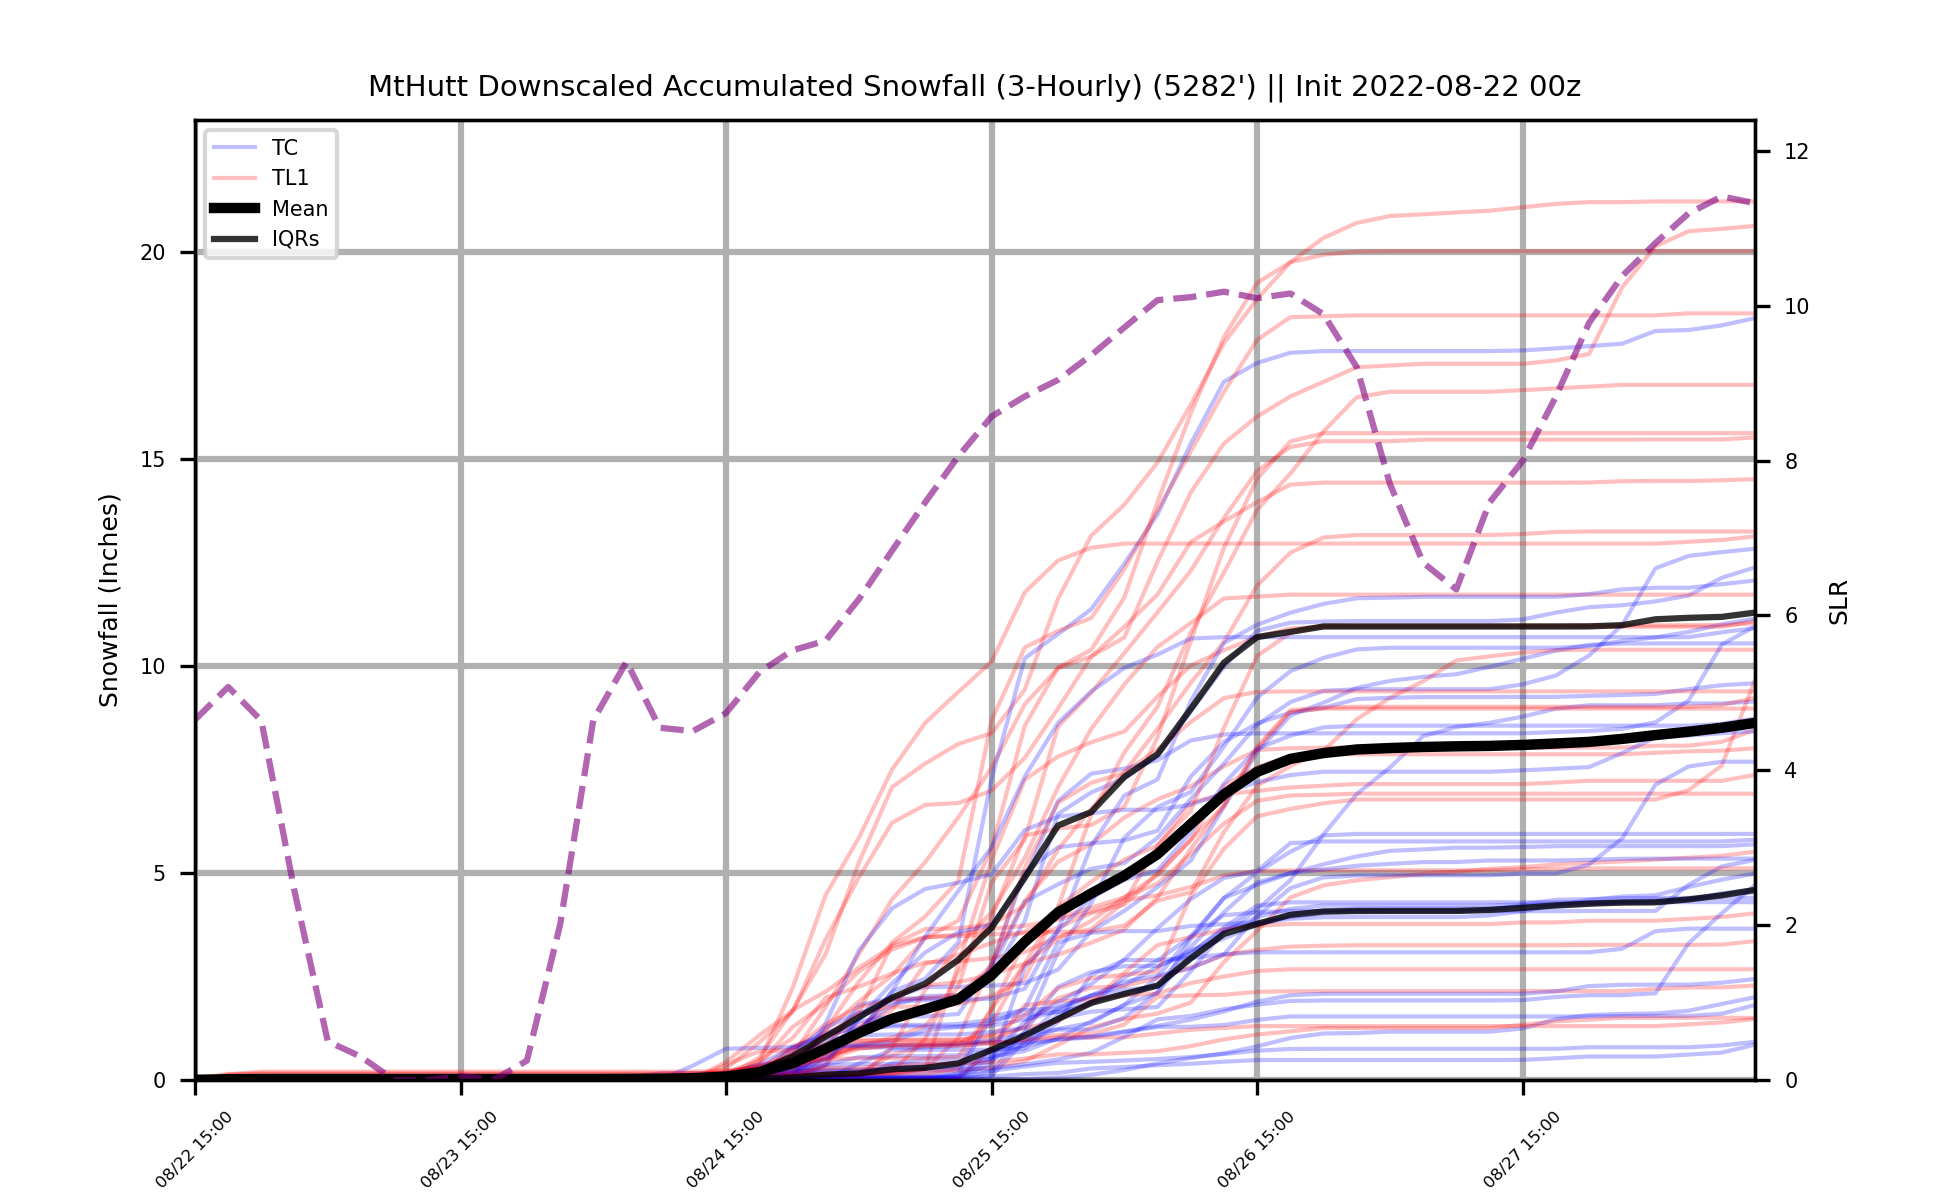 MtHutt Downscaled Accumulated Snowfall (3-Hourly) (5282') || Init 2022-08-22 00z
TC
TL1
Mean
IQRs
Snowfall (Inches)
20
15
10
5
0
12
10
8
6
4
2
0
SLR
08/22 15:00
08/23 15:00
08/24 15:00
08/25 15:00
08/26 15:00
08/27 15:00